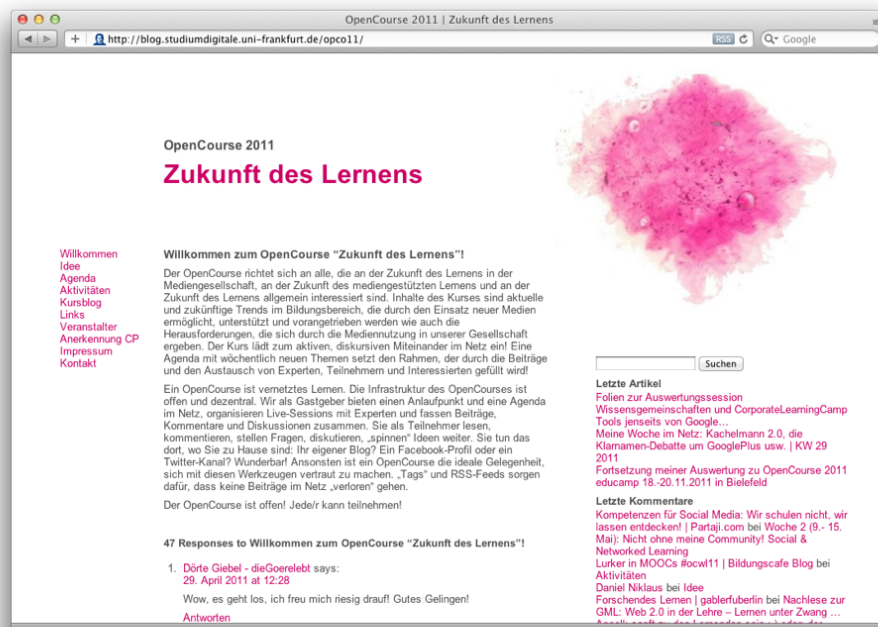 OpenCourse 2011 | Zukunft des Lernens
http://blog.studiumdigitale.uni-frankfurt.de/opco11/
RSS
Google
OpenCourse 2011
Zukunft des Lernens
Willkommen
Idee
Agenda
Aktivitäten
Kursblog
Links
Veranstalter
Anerkennung CP
Impressum
Kontakt
Willkommen zum OpenCourse “Zukunft des Lernens”!
Der OpenCourse richtet sich an alle, die an der Zukunft des Lernens in der
Mediengesellschaft, an der Zukunft des mediengestützten Lernens und an der
Zukunft des Lernens allgemein interessiert sind. Inhalte des Kurses sind aktuelle
und zukünftige Trends im Bildungsbereich, die durch den Einsatz neuer Medien
ermöglicht, unterstützt und vorangetrieben werden wie auch die
Herausforderungen, die sich durch die Mediennutzung in unserer Gesellschaft
ergeben. Der Kurs lädt zum aktiven, diskursiven Miteinander im Netz ein! Eine
Agenda mit wöchentlich neuen Themen setzt den Rahmen, der durch die Beiträge
und den Austausch von Experten, Teilnehmern und Interessierten gefüllt wird!
Ein OpenCourse ist vernetztes Lernen. Die Infrastruktur des OpenCourses ist
offen und dezentral. Wir als Gastgeber bieten einen Anlaufpunkt und eine Agenda
im Netz, organisieren Live-Sessions mit Experten und fassen Beiträge,
Kommentare und Diskussionen zusammen. Sie als Teilnehmer lesen,
kommentieren, stellen Fragen, diskutieren, „spinnen” Ideen weiter. Sie tun das
dort, wo Sie zu Hause sind: Ihr eigener Blog? Ein Facebook-Profil oder ein
Twitter-Kanal? Wunderbar! Ansonsten ist ein OpenCourse die ideale Gelegenheit,
sich mit diesen Werkzeugen vertraut zu machen. „Tags” und RSS-Feeds sorgen
dafür, dass keine Beiträge im Netz „verloren” gehen.
Der OpenCourse ist offen! Jede/r kann teilnehmen!
47 Responses to Willkommen zum OpenCourse “Zukunft des Lernens”!
1. Dörte Giebel - dieGoerelebt says:
29. April 2011 at 12:28
Wow, es geht los, ich freu mich riesig drauf! Gutes Gelingen!
Antworten
Suchen
Letzte Artikel
Folien zur Auswertungssession
Wissensgemeinschaften und CorporateLearningCamp
Tools jenseits von Google…
Meine Woche im Netz: Kachelmann 2.0, die
Klarnamen-Debatte um GooglePlus usw. | KW 29
2011
Fortsetzung meiner Auswertung zu OpenCourse 2011
educamp 18.-20.11.2011 in Bielefeld
Letzte Kommentare
Kompetenzen für Social Media: Wir schulen nicht, wir
lassen entdecken! | Partaji.com bei Woche 2 (9.- 15.
Mai): Nicht ohne meine Community! Social &
Networked Learning
Lurker in MOOCs #ocwl11 | Bildungscafe Blog bei
Aktivitäten
Daniel Niklaus bei Idee
Forschendes Lernen | gablerfuberlin bei Nachlese zur
GML: Web 2.0 in der Lehre – Lernen unter Zwang …